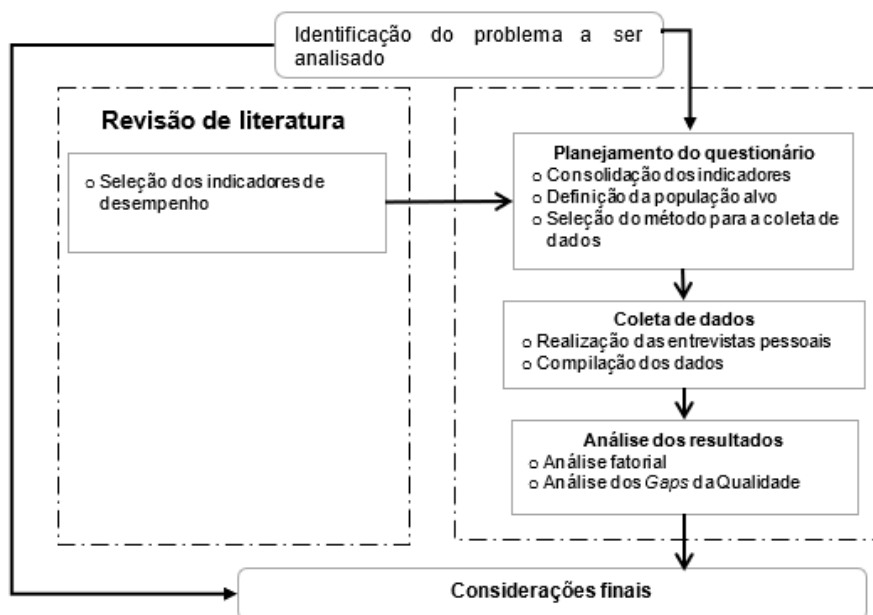 Identificação do problema a ser
analisado
Revisão de literatura
o Seleção dos indicadores de
desempenho
Planejamento do questionário
o Consolidação dos indicadores
o Definição da população alvo
o Seleção do método para a coleta de
dados
Coleta de dados
o Realização das entrevistas pessoais
o Compilação dos dados
Análise dos resultados
o Análise fatorial
o Análise dos Gaps da Qualidade
Considerações finais